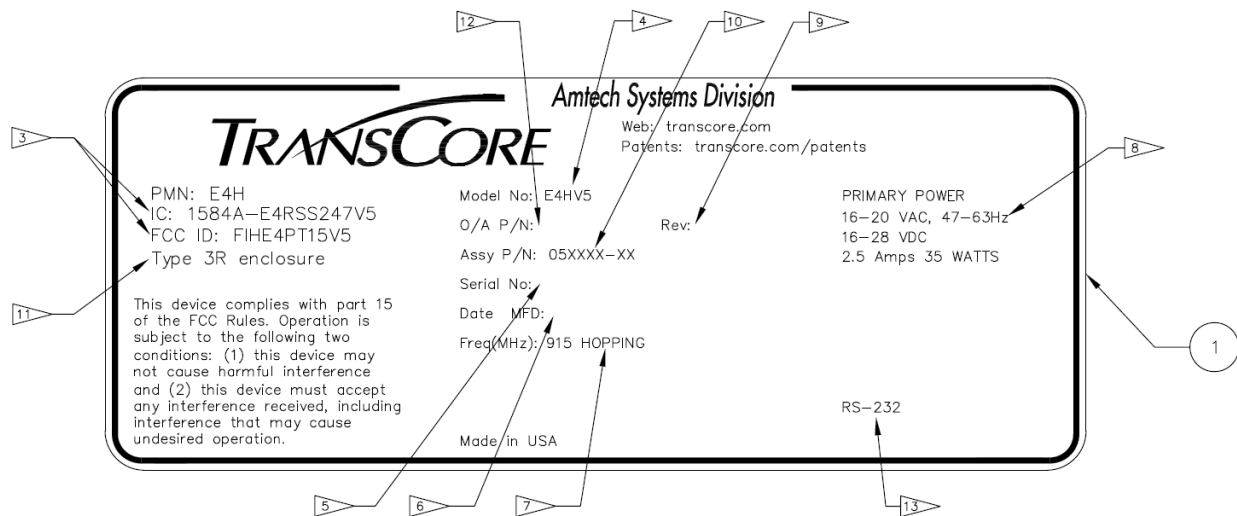 12
4
10
9
Amtech Systems Division
TRANSCORE
Web: transcore.com
Patents: transcore.com/patents
3
8
PMN: E4H
IC: 1584A-E4RSS247V5
FCC ID: FIHE4PT15V5
Type 3R enclosure
11
This device complies with part 15
of the FCC Rules. Operation is
subject to the following two
conditions: (1) this device may
not cause harmful interference
and (2) this device must accept
any interference received, including
interference that may cause
undesired operation.
Model No: E4HV5
O/A P/N: Rev:
Assy P/N: 05XXXX-XX
Serial No:
Date MFD:
Freq(MHz): 915 HOPPING
Made in USA
PRIMARY POWER
16-20 VAC, 47-63Hz
16-28 VDC
2.5 Amps 35 WATTS
1
RS-232
5
6
7
13